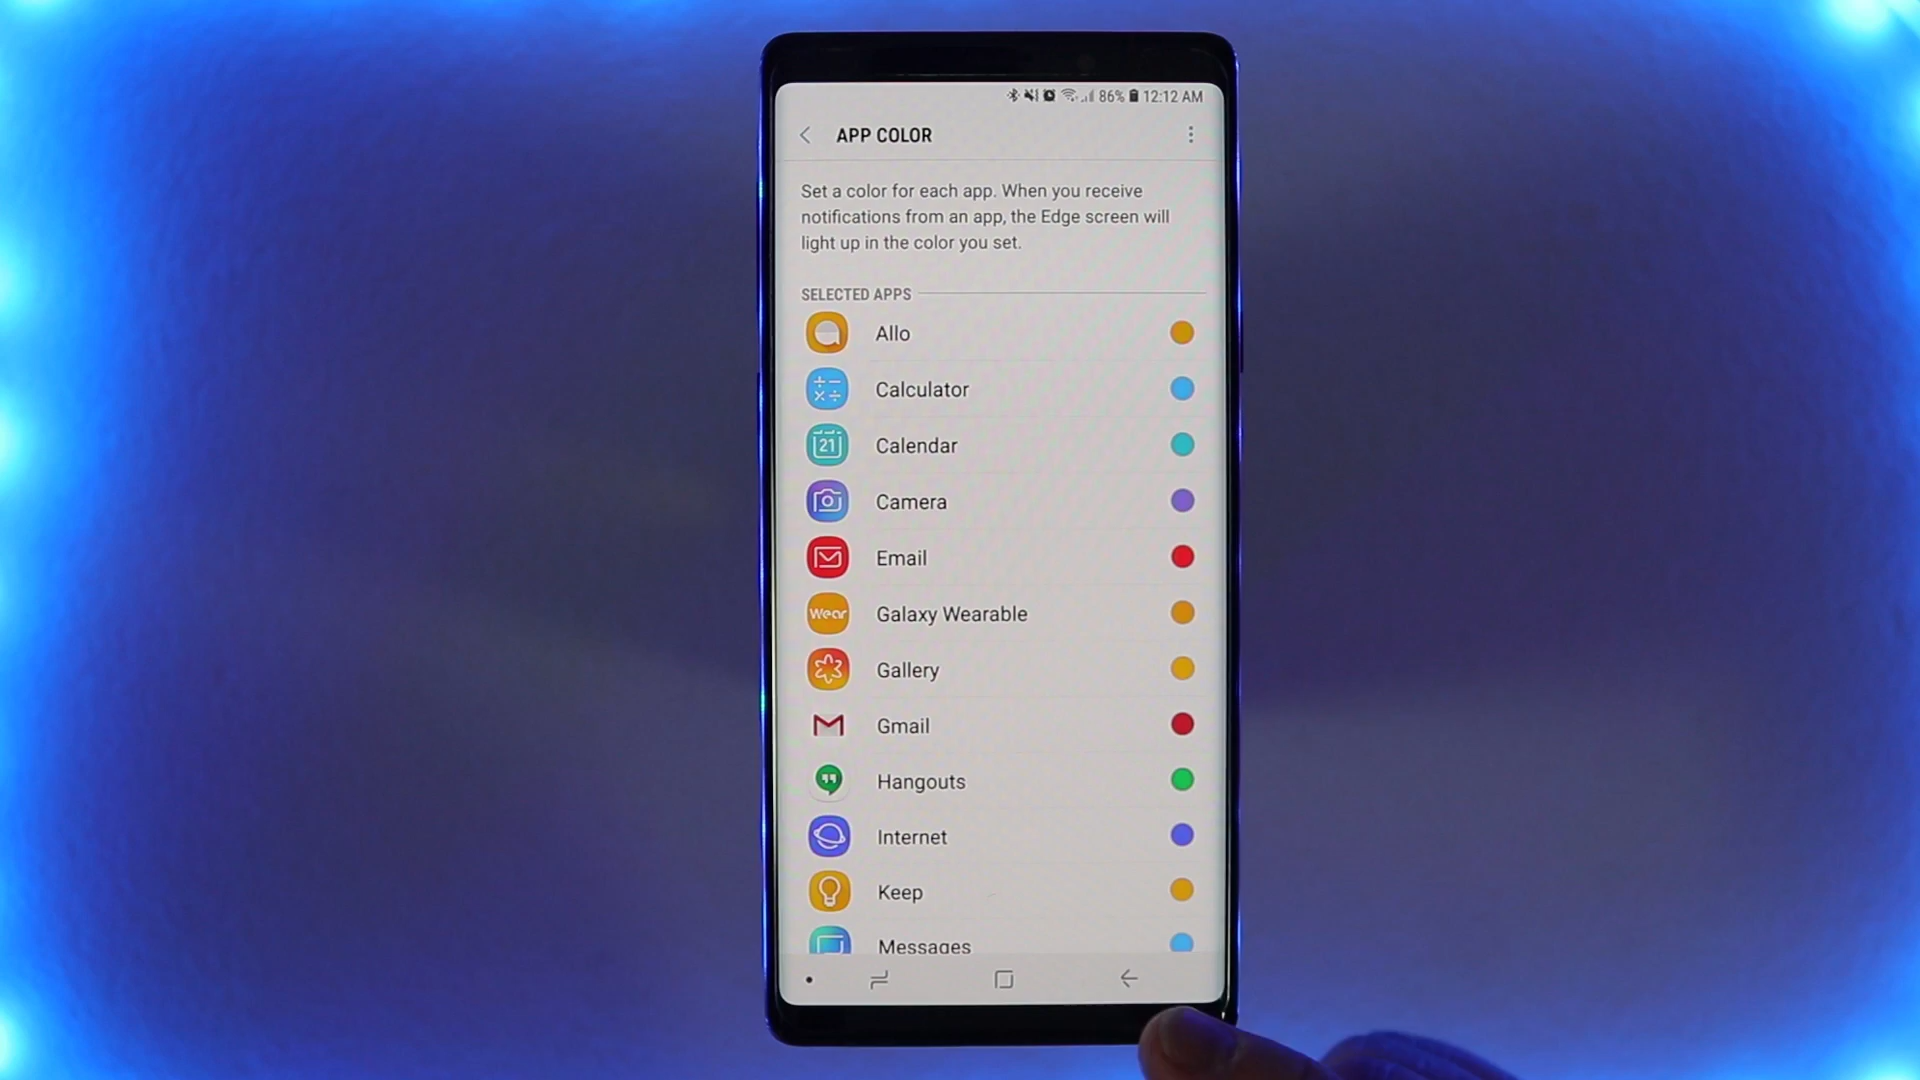 86% 12:12 AM
APP COLOR
Set a color for each app. When you receive
notifications from an app, the Edge screen will
light up in the color you set.
SELECTED APPS
Allo
Calculator
21 Calendar
Camera
Email
Wear Galaxy Wearable
Gallery
Gmail
Hangouts
Internet
Keep
Messages